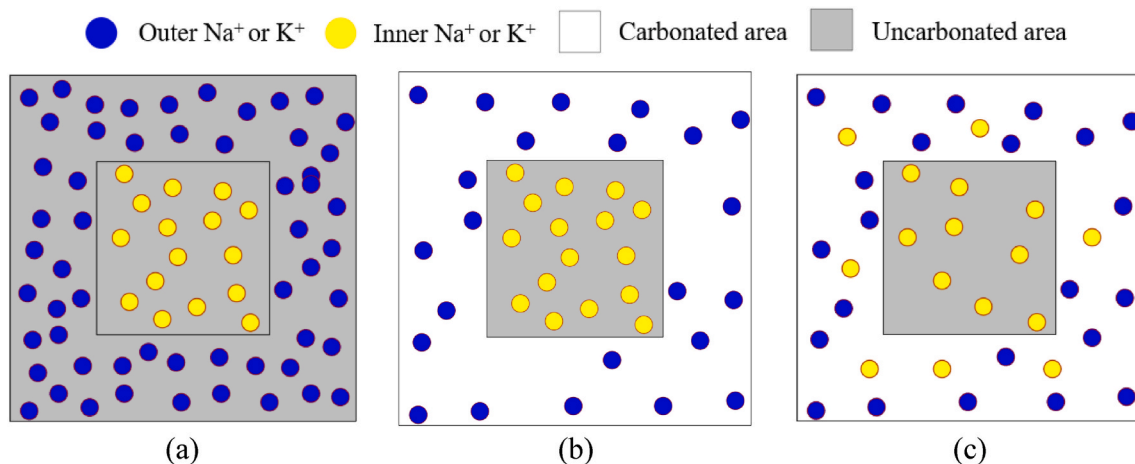 Outer Na⁺ or K⁺ Inner Na⁺ or K⁺ Carbonated area Uncarbonated area
(a) (b) (c)